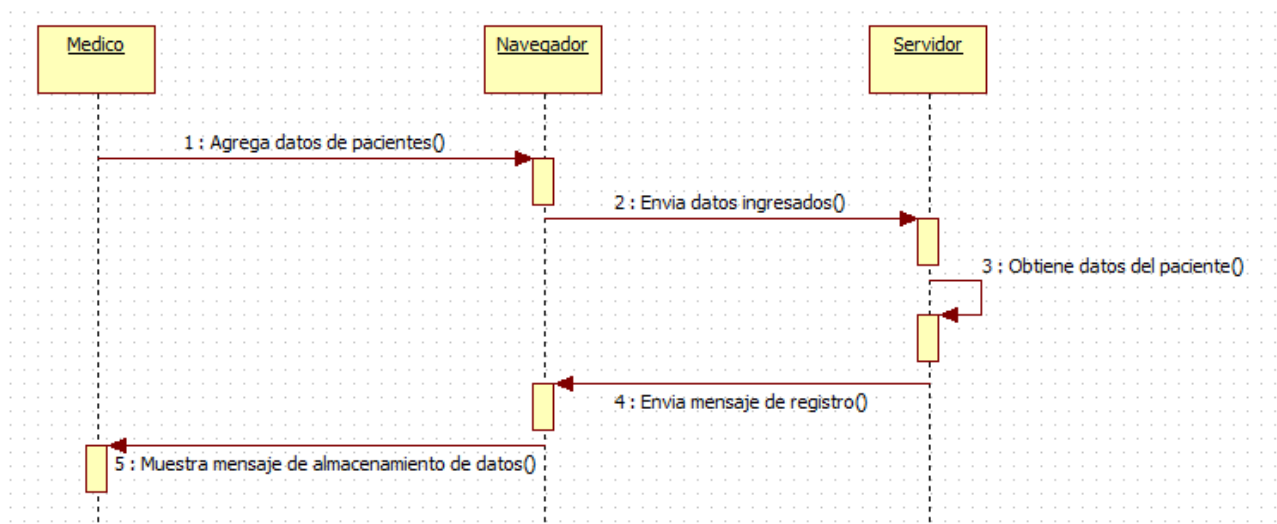 Medico
Navegador
Servidor
1 : Agrega datos de pacientes()
2 : Envia datos ingresados()
3 : Obtiene datos del paciente()
4 : Envia mensaje de registro()
5 : Muestra mensaje de almacenamiento de datos()